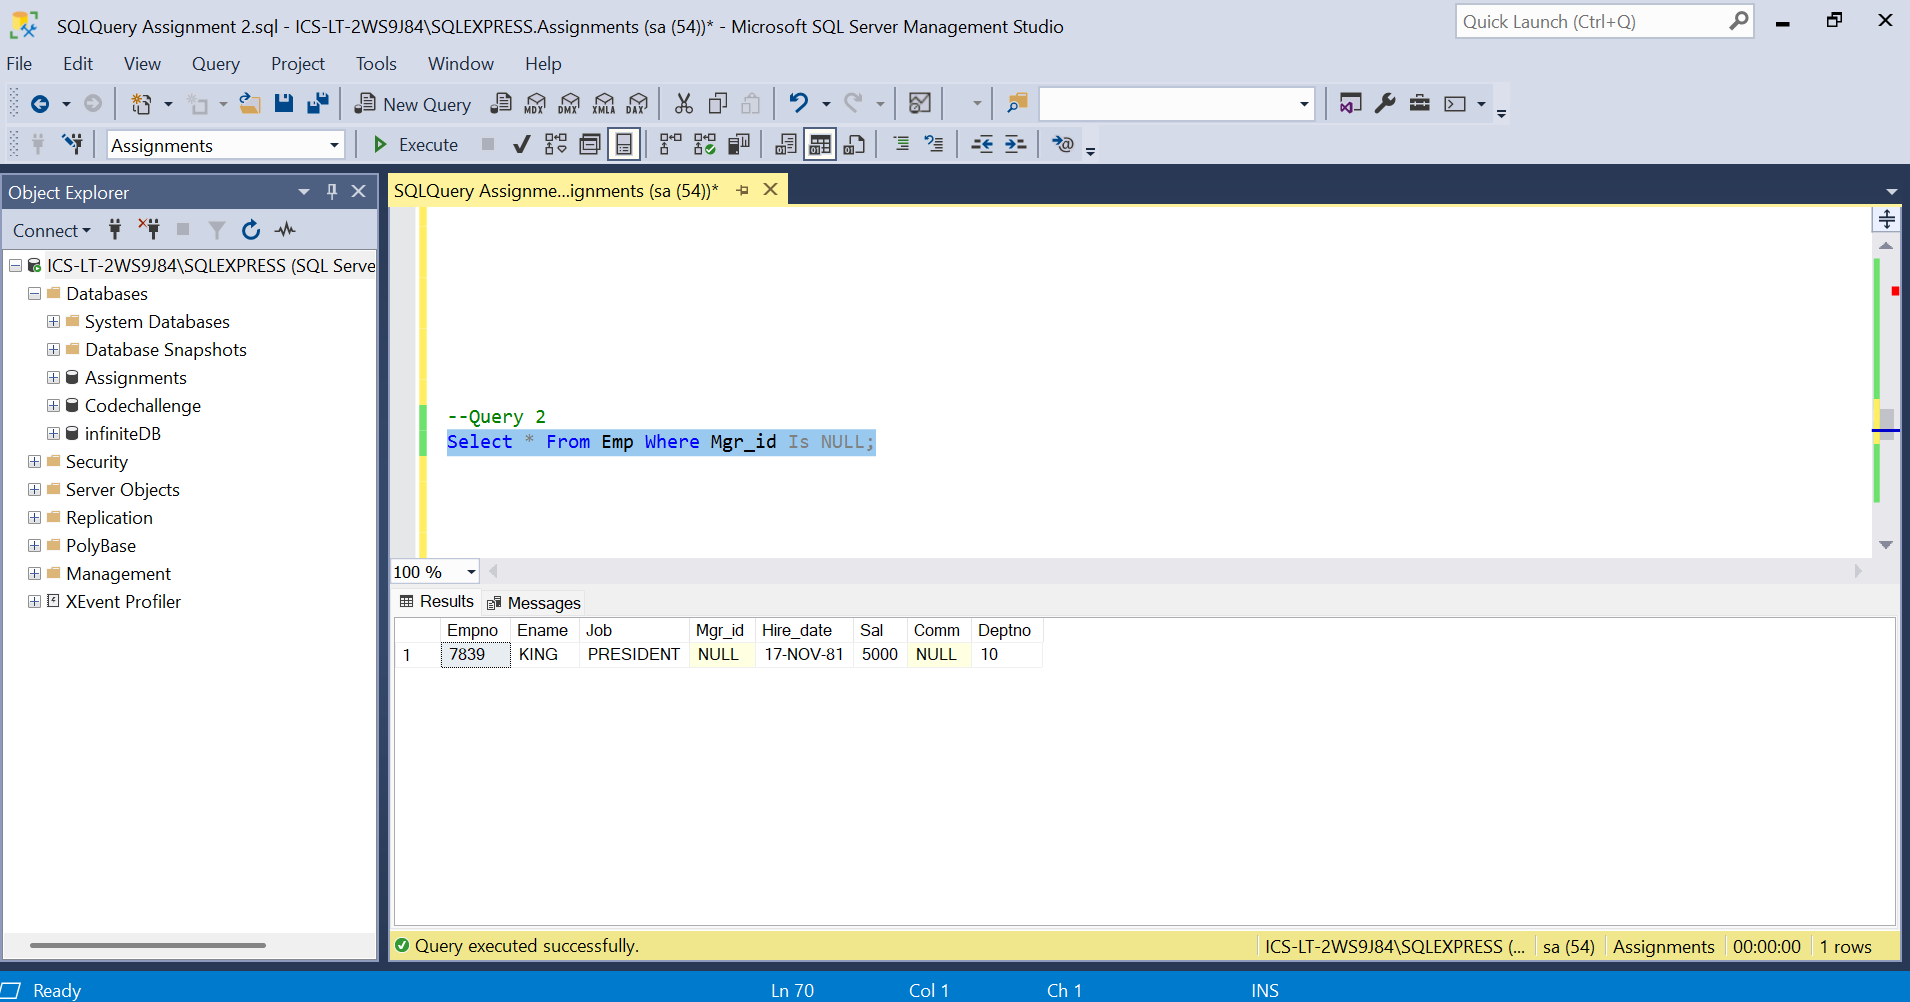 SQLQuery Assignment 2.sql - ICS-LT-2WS9J84\SQLEXPRESS.Assignments (sa (54))* - Microsoft SQL Server Management Studio
Quick Launch (Ctrl+Q)
File Edit View Query Project Tools Window Help
New Query MDX DMX XMLA DAX
Assignments Execute
Object Explorer
SQLQuery Assignme...ignments (sa (54))*
Connect
ICS-LT-2WS9J84\SQLEXPRESS (SQL Serve
Databases
System Databases
Database Snapshots
Assignments
Codechallenge
infiniteDB
Security
Server Objects
Replication
PolyBase
Management
XEvent Profiler
--Query 2
Select * From Emp Where Mgr_id Is NULL;
100 %
Results Messages
Empno Ename Job Mgr_id Hire_date Sal Comm Deptno
1 7839 KING PRESIDENT NULL 17-NOV-81 5000 NULL 10
Query executed successfully.
ICS-LT-2WS9J84\SQLEXPRESS (... sa (54) Assignments 00:00:00 1 rows
Ready Ln 70 Col 1 Ch 1 INS